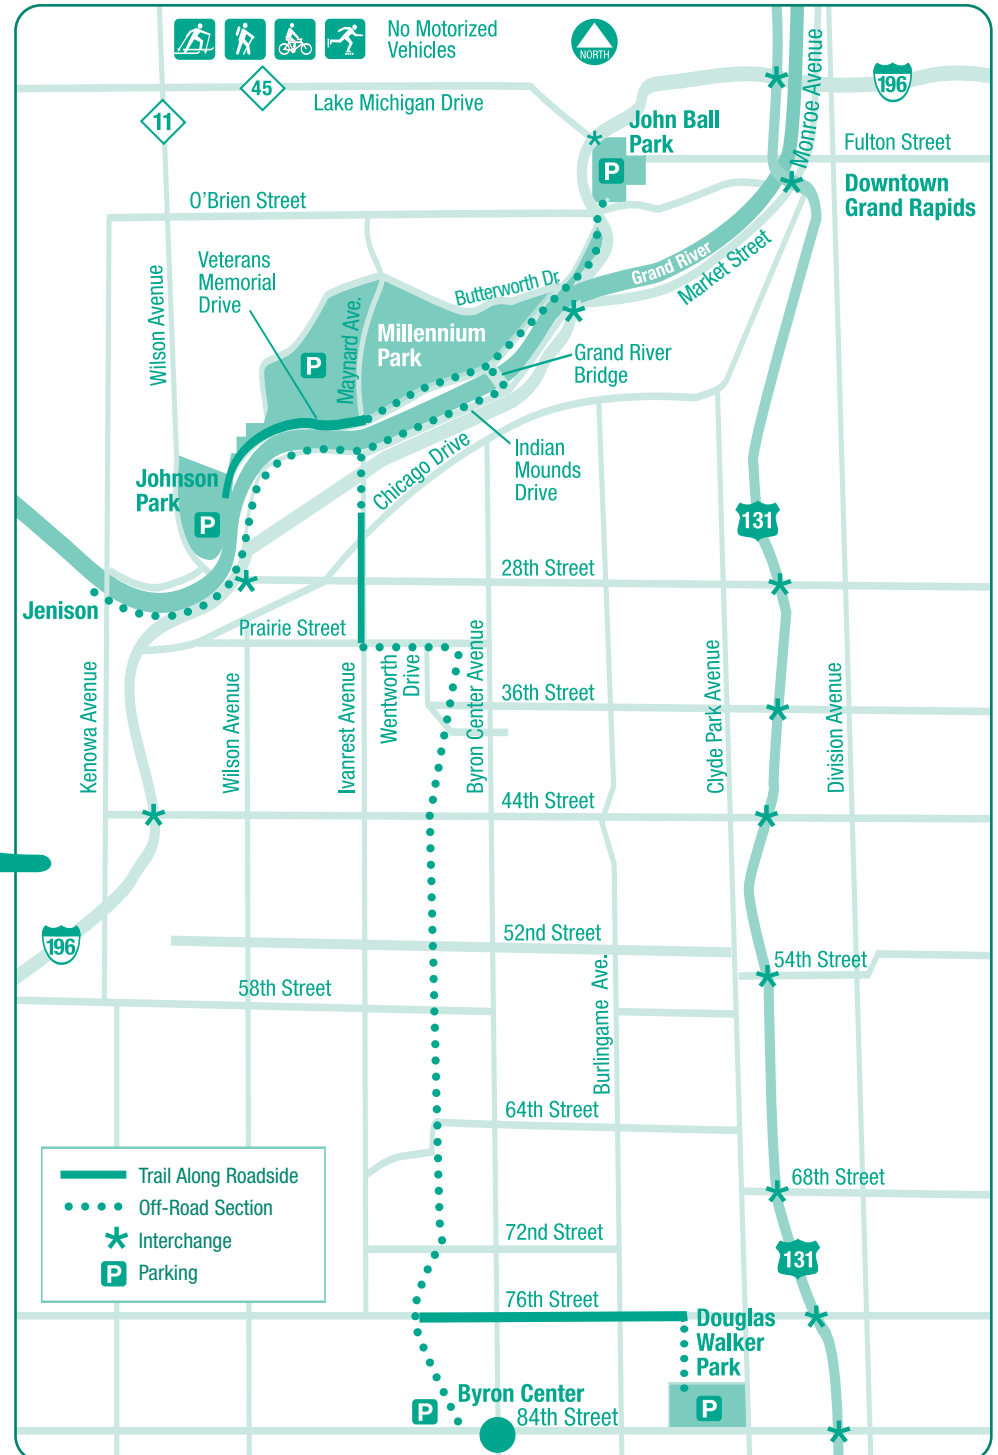 No Motorized
Vehicles
NORTH
45
Lake Michigan Drive
11
196
Monroe Avenue
John Ball
Park
P
Fulton Street
Downtown
Grand Rapids
O'Brien Street
Veterans
Memorial
Drive
Wilson Avenue
Butterworth Dr.
Grand River
Market Street
Maynard Ave.
Millennium
Park
P
Grand River
Bridge
Chicago Drive
Indian
Mounds
Drive
Johnson
Park
P
131
28th Street
Jenison
Prairie Street
Kenowa Avenue
Wilson Avenue
Ivanrest Avenue
Wentworth
Drive
Byron Center Avenue
36th Street
Clyde Park Avenue
Division Avenue
44th Street
196
52nd Street
54th Street
58th Street
Burlingame Ave.
64th Street
68th Street
Trail Along Roadside
Off-Road Section
Interchange
P Parking
72nd Street
131
76th Street
Douglas
Walker
Park
P
Byron Center
84th Street
P